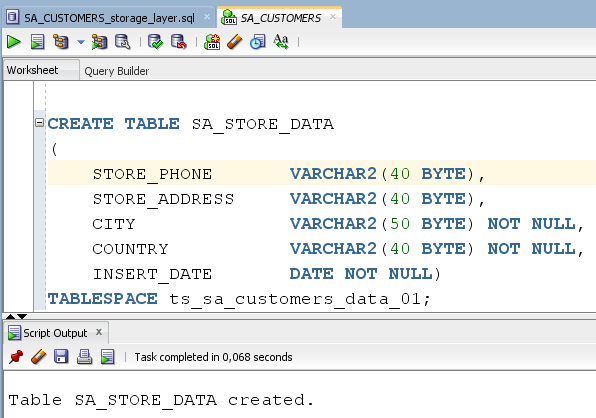 SA_CUSTOMERS_storage_layer.sql × SA_CUSTOMERS ×
Worksheet Query Builder
CREATE TABLE SA_STORE_DATA
(
STORE_PHONE VARCHAR2(40 BYTE),
STORE_ADDRESS VARCHAR2(40 BYTE),
CITY VARCHAR2(50 BYTE) NOT NULL,
COUNTRY VARCHAR2(40 BYTE) NOT NULL,
INSERT_DATE DATE NOT NULL)
TABLESPACE ts_sa_customers_data_01;
Script Output ×
Task completed in 0,068 seconds
Table SA_STORE_DATA created.